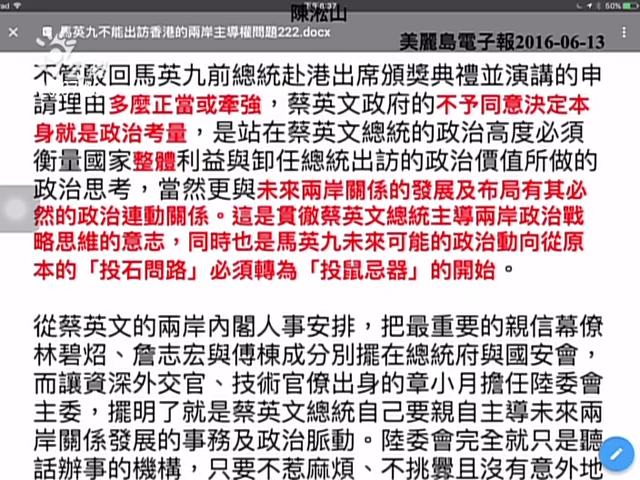 陳淞山
8:37
50%
馬英九不能出訪香港的兩岸主導權問題222.docx
美麗島電子報2016-06-13
不管駁回馬英九前總統赴港出席頒獎典禮並演講的申
請理由多麼正當或牽強，蔡英文政府的不予同意決定本
身就是政治考量，是站在蔡英文總統的政治高度必須
衡量國家整體利益與卸任總統出訪的政治價值所做的
政治思考，當然更與未來兩岸關係的發展及布局有其必
然的政治連動關係。這是貫徹蔡英文總統主導兩岸政治戰
略思維的意志，同時也是馬英九未來可能的政治動向從原
本的「投石問路」必須轉為「投鼠忌器」的開始。
從蔡英文的兩岸內閣人事安排，把最重要的親信幕僚
林碧炤、詹志宏與傅棟成分別擺在總統府與國安會，
而讓資深外交官、技術官僚出身的章小月擔任陸委會
主委，擺明了就是蔡英文總統自己要親自主導未來兩
岸關係發展的事務及政治脈動。陸委會完全就只是聽
話辦事的機構，只要不惹麻煩、不挑釁且沒有意外地